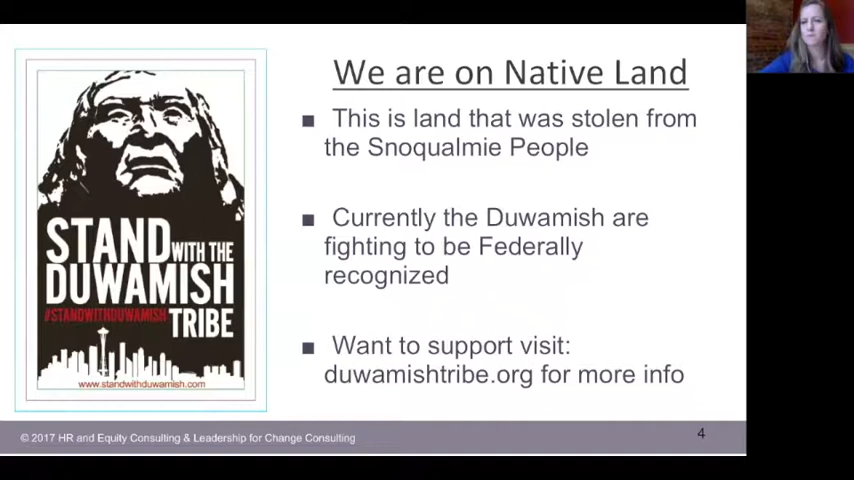 We are on Native Land
■ This is land that was stolen from
the Snoqualmie People
■ Currently the Duwamish are
fighting to be Federally
recognized
■ Want to support visit:
duwamishtribe.org for more info
STAND WITH THE
DUWAMISH
#STANDWITHDUWAMISH TRIBE
www.standwithduwamish.com
© 2017 HR and Equity Consulting & Leadership for Change Consulting
4